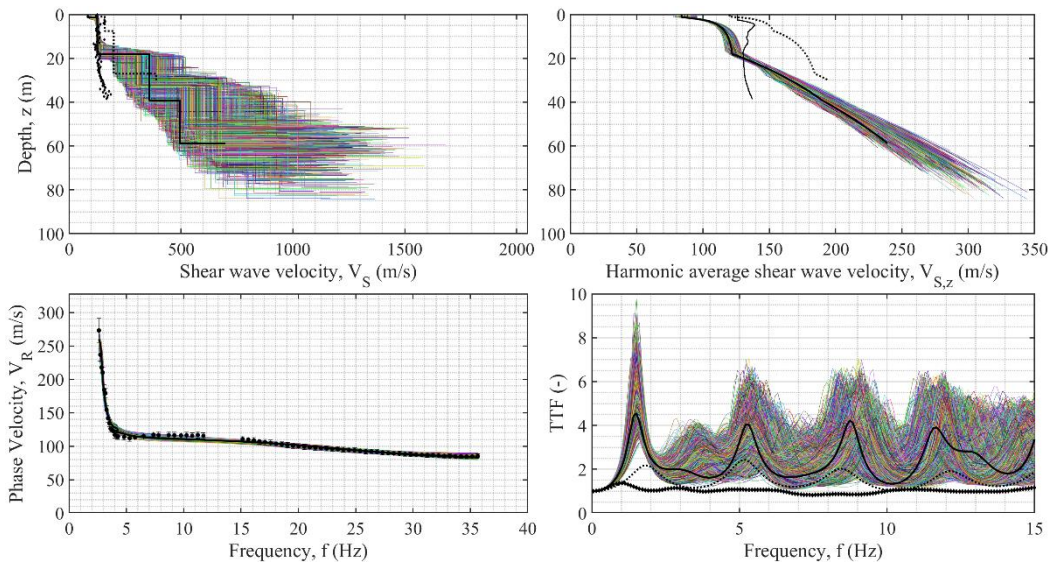 0
20
40
60
80
100
Depth, z (m)
0 500 1000 1500 2000
Shear wave velocity, V_S (m/s)
0
20
40
60
80
100
0 50 100 150 200 250 300 350
Harmonic average shear wave velocity, V_S,z (m/s)
300
250
200
150
100
50
0
Phase Velocity, V_R (m/s)
0 5 10 15 20 25 30 35 40
Frequency, f (Hz)
10
8
6
4
2
0
TTF (-)
0 5 10 15
Frequency, f (Hz)